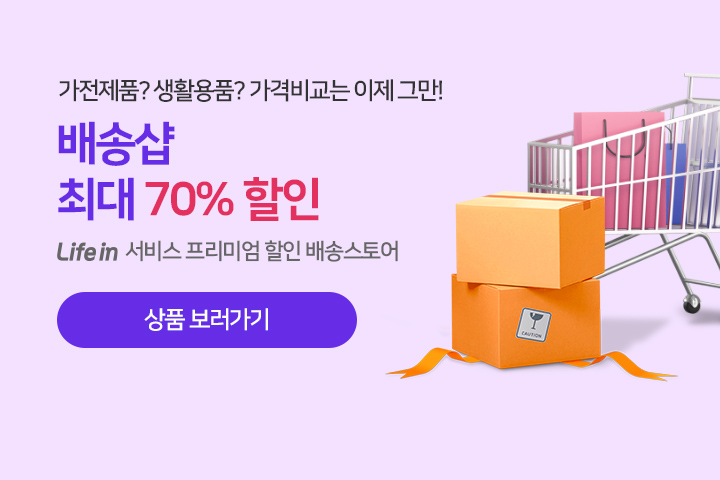 가전제품? 생활용품? 가격비교는 이제 그만!
배송샵
최대 70% 할인
Life in 서비스 프리미엄 할인 배송스토어
상품 보러가기
CAUTION